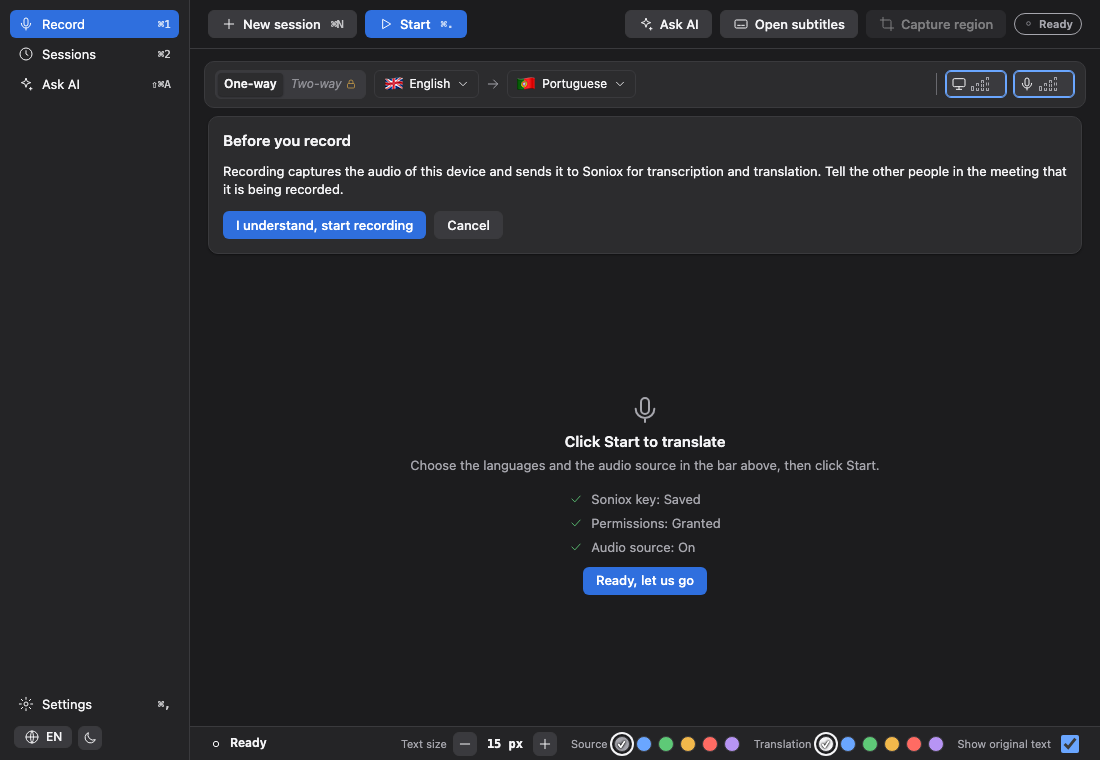 Record ⌘1
Sessions ⌘2
Ask AI ⇧⌘A
New session ⌘N
Start ⌘.
Ask AI
Open subtitles
Capture region
Ready
One-way
Two-way
English
Portuguese
Before you record
Recording captures the audio of this device and sends it to Soniox for transcription and translation. Tell the other people in the meeting that
it is being recorded.
I understand, start recording
Cancel
Click Start to translate
Choose the languages and the audio source in the bar above, then click Start.
Soniox key: Saved
Permissions: Granted
Audio source: On
Ready, let us go
Settings ⌘,
EN
Ready
Text size
15 px
Source
Translation
Show original text